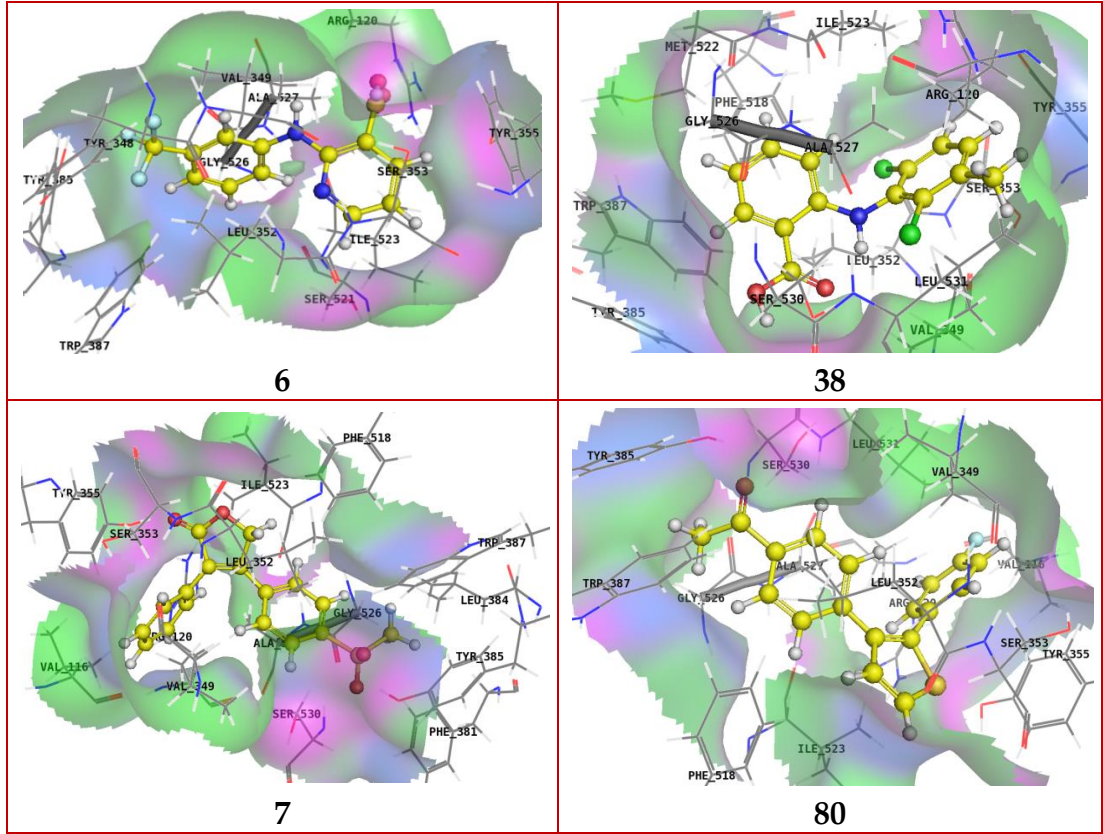 ARG_120
VAL_349
ALA_527
TYR_348
TYR_355
GLY_526
SER_353
TYR_385
LEU_352
ILE_523
SER_521
TRP_387
6
ILE_523
MET_522
ARG_120
PHE_518
TYR_355
GLY_526
ALA_527
SER_353
TRP_387
LEU_352
LEU_531
SER_530
TYR_385
VAL_349
38
PHE_518
ILE_523
TYR_355
SER_353
TRP_387
LEU_352
LEU_384
GLY_526
VAL_116
TYR_385
VAL_349
SER_530
PHE_381
7
LEU_531
TYR_385
SER_530
VAL_349
ALA_527
VAL_116
TRP_387
LEU_352
GLY_526
SER_353
TYR_355
ILE_523
PHE_518
80